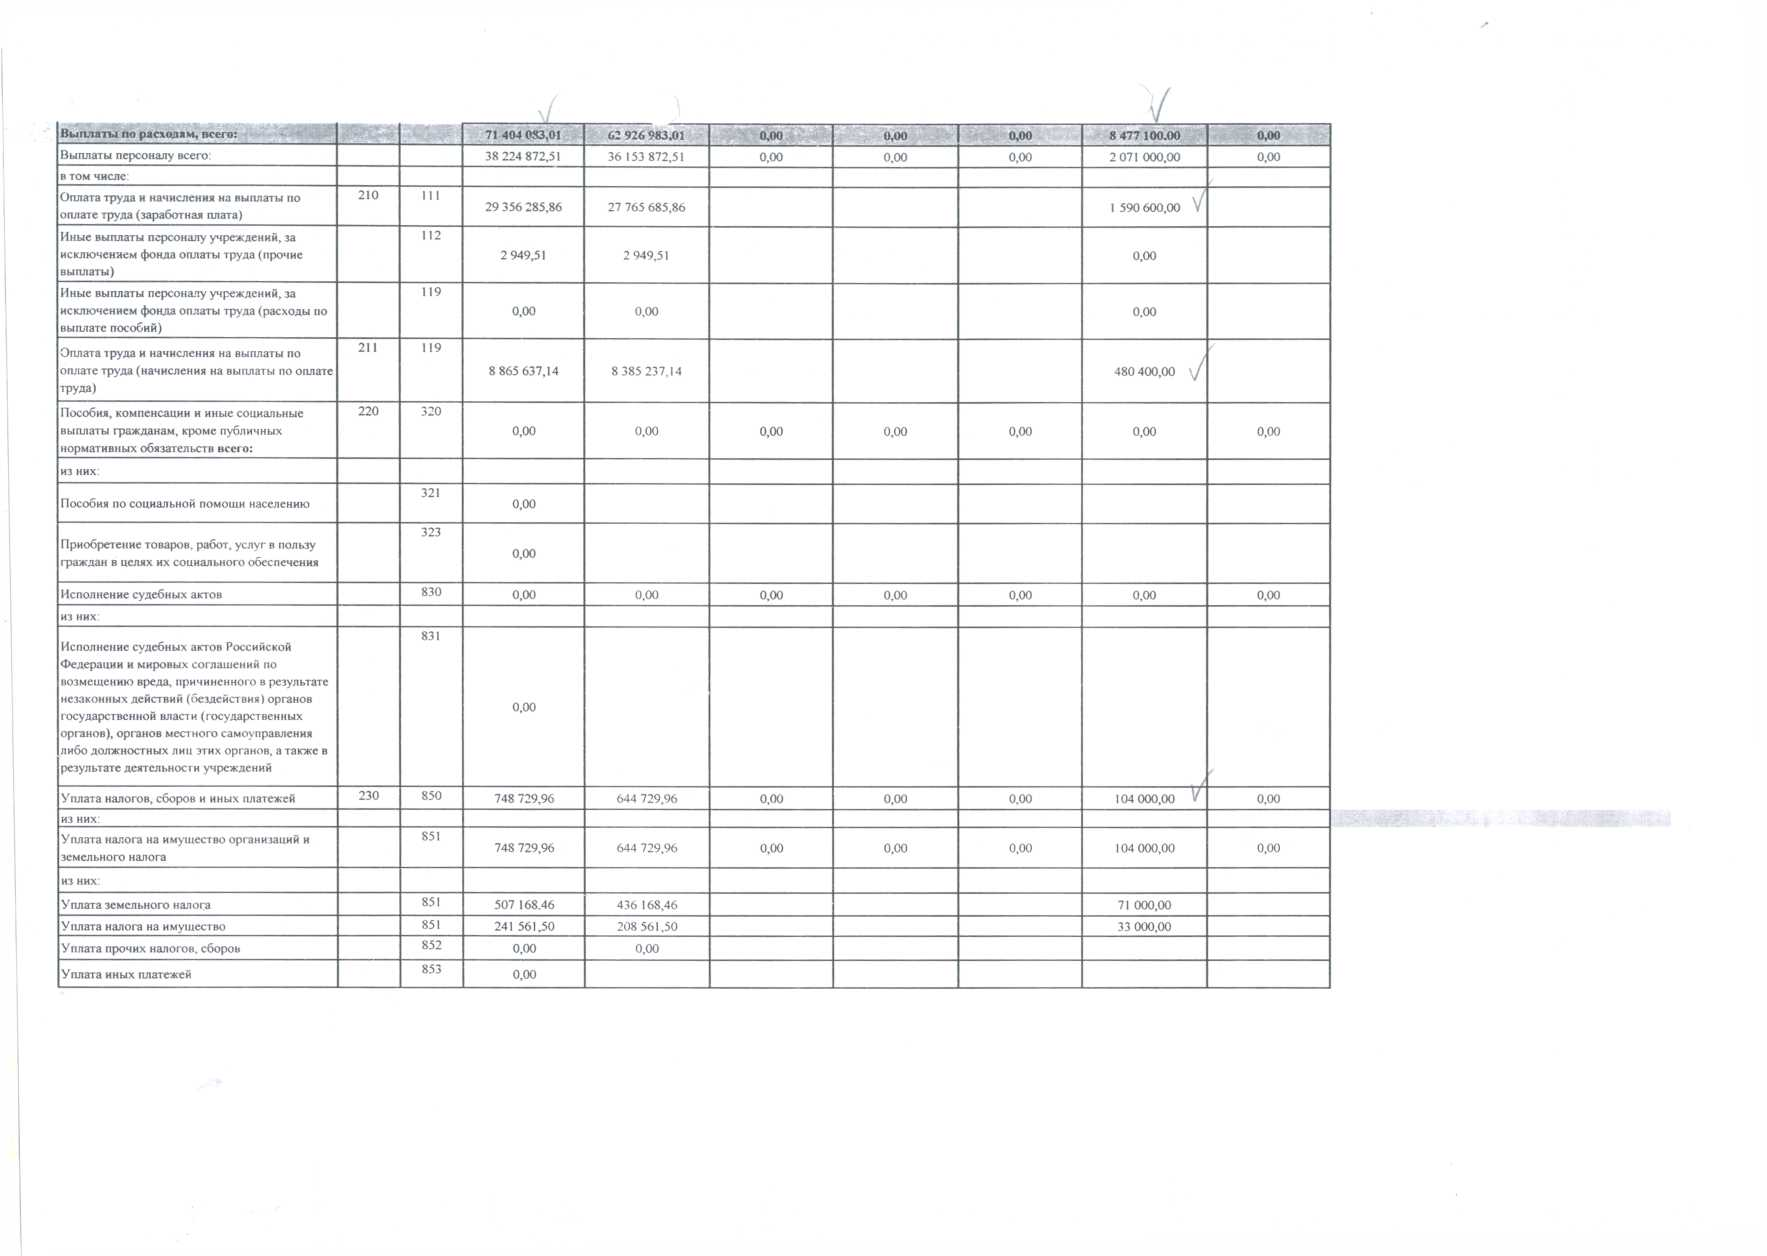 Выплаты по расходам, всего: 71 404 083,01 62 926 983,01 0,00 0,00 0,00 8 477 100.00 0,00
Выплаты персоналу всего: 38 224 872,51 36 153 872,51 0,00 0,00 0,00 2 071 000,00 0,00
в том числе:
Оплата труда и начисления на выплаты по
оплате труда (заработная плата) 210 111 29 356 285,86 27 765 685,86 1 590 600,00
Иные выплаты персоналу учреждений, за
исключением фонда оплаты труда (прочие
выплаты) 112 2 949,51 2 949,51 0,00
Иные выплаты персоналу учреждений, за
исключением фонда оплаты труда (расходы по
выплате пособий) 119 0,00 0,00 0,00
Оплата труда и начисления на выплаты по
оплате труда (начисления на выплаты по оплате
труда) 211 119 8 865 637,14 8 385 237,14 480 400,00
Пособия, компенсации и иные социальные
выплаты гражданам, кроме публичных
нормативных обязательств всего: 220 320 0,00 0,00 0,00 0,00 0,00 0,00 0,00
из них:
Пособия по социальной помощи населению 321 0,00
Приобретение товаров, работ, услуг в пользу
граждан в целях их социального обеспечения 323 0,00
Исполнение судебных актов 830 0,00 0,00 0,00 0,00 0,00 0,00 0,00
из них:
Исполнение судебных актов Российской
Федерации и мировых соглашений по
возмещению вреда, причиненного в результате
незаконных действий (бездействия) органов
государственной власти (государственных
органов), органов местного самоуправления
либо должностных лиц этих органов, а также в
результате деятельности учреждений 831 0,00
Уплата налогов, сборов и иных платежей 230 850 748 729,96 644 729,96 0,00 0,00 0,00 104 000,00 0,00
из них:
Уплата налога на имущество организаций и
земельного налога 851 748 729,96 644 729,96 0,00 0,00 0,00 104 000,00 0,00
из них:
Уплата земельного налога 851 507 168.46 436 168,46 71 000,00
Уплата налога на имущество 851 241 561,50 208 561,50 33 000,00
Уплата прочих налогов, сборов 852 0,00 0,00
Уплата иных платежей 853 0,00